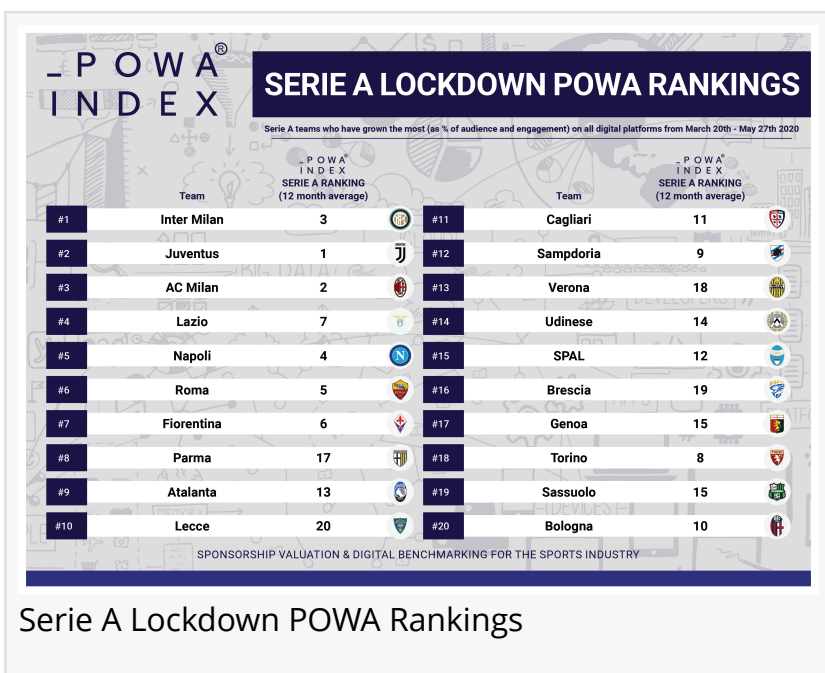 _POWA®
INDEX
SERIE A LOCKDOWN POWA RANKINGS
Serie A teams who have grown the most (as % of audience and engagement) on all digital platforms from March 20th - May 27th 2020
_POWA®
INDEX
Team
SERIE A RANKING
(12 month average)
#1 Inter Milan 3
#2 Juventus 1
#3 AC Milan 2
#4 Lazio 7
#5 Napoli 4
#6 Roma 5
#7 Fiorentina 6
#8 Parma 17
#9 Atalanta 13
#10 Lecce 20
_POWA®
INDEX
Team
SERIE A RANKING
(12 month average)
#11 Cagliari 11
#12 Sampdoria 9
#13 Verona 18
#14 Udinese 14
#15 SPAL 12
#16 Brescia 19
#17 Genoa 15
#18 Torino 8
#19 Sassuolo 15
#20 Bologna 10
BIG DATA
DEVELOPERS
MEMORY
DEVICES
SPONSORSHIP VALUATION & DIGITAL BENCHMARKING FOR THE SPORTS INDUSTRY
Serie A Lockdown POWA Rankings